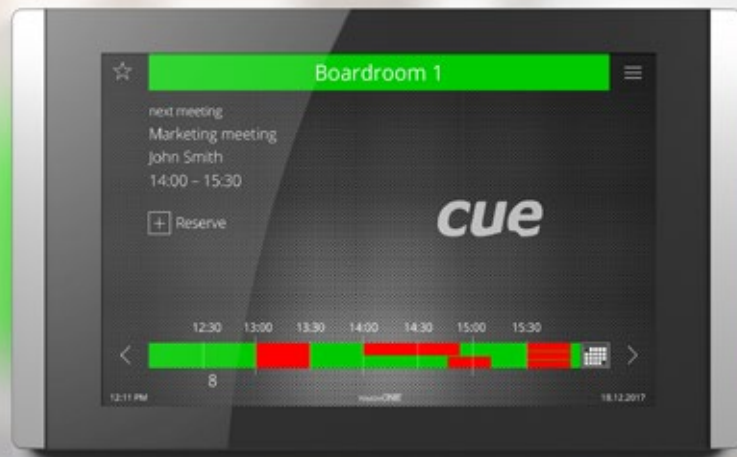 Boardroom 1
next meeting
Marketing meeting
John Smith
14:00 – 15:30
+ Reserve
cue
12:30 13:00 13:30 14:00 14:30 15:00 15:30
8
12:11 PM 18.12.2017